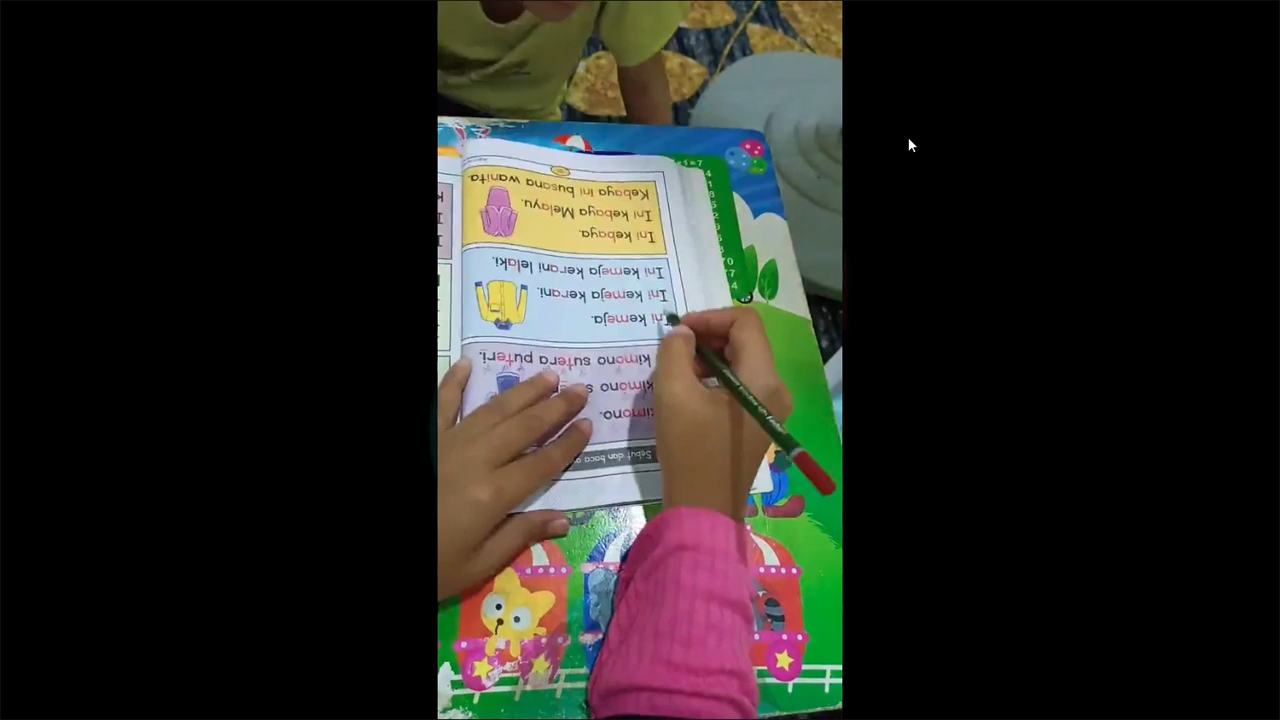 Sebut dan baca
kimono.
kimono
kimono sutera puteri.
Ini kemeja.
Ini kemeja kerani.
Ini kemeja kerani lelaki.
Ini kebaya.
Ini kebaya Melayu.
Kebaya ini busana wanita.